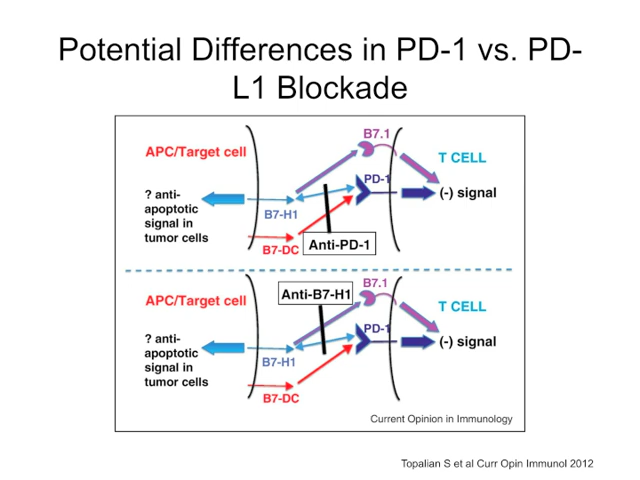 Potential Differences in PD-1 vs. PD-
L1 Blockade
B7.1
APC/Target cell
T CELL
PD-1
? anti-
apoptotic
signal in
tumor cells
(-) signal
B7-H1
B7-DC
Anti-PD-1
Anti-B7-H1
B7.1
APC/Target cell
T CELL
PD-1
? anti-
apoptotic
signal in
tumor cells
(-) signal
B7-H1
B7-DC
Current Opinion in Immunology
Topalian S et al Curr Opin Immunol 2012